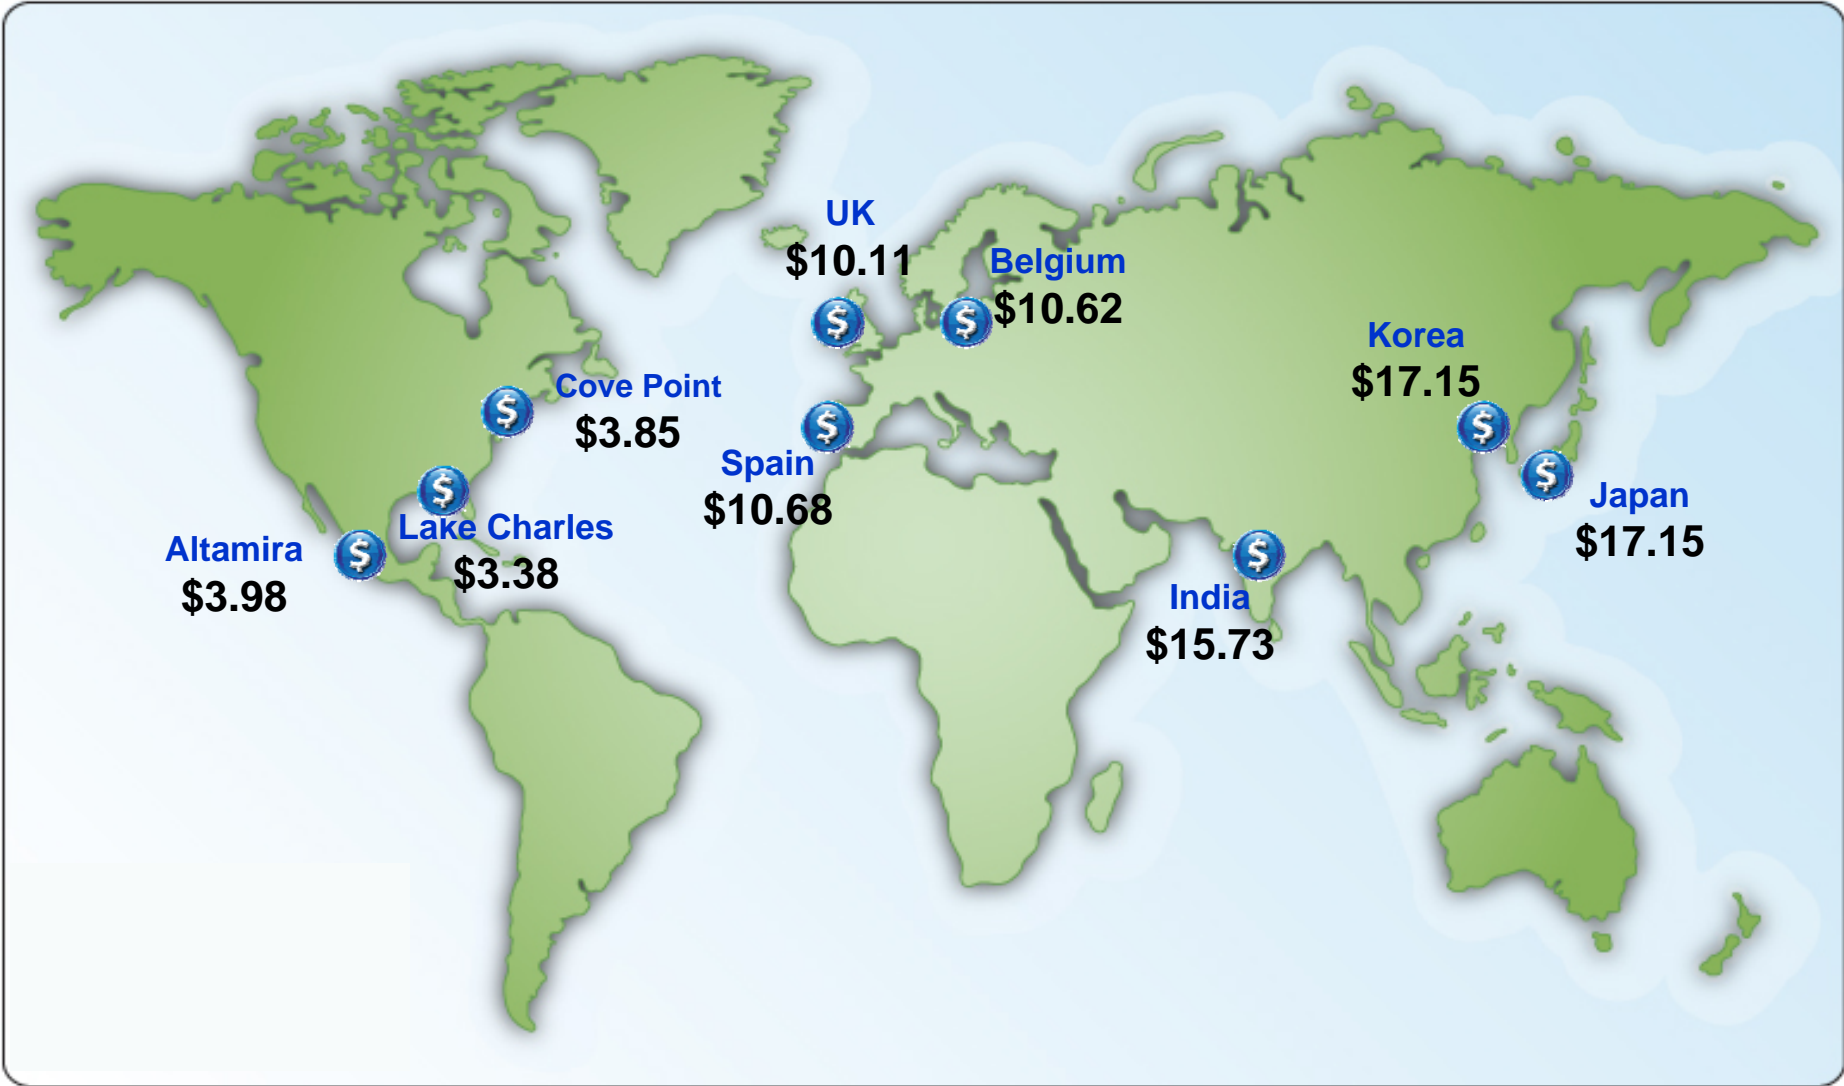 UK
$10.11
Belgium
$10.62
Korea
$17.15
Cove Point
$3.85
Spain
$10.68
Japan
$17.15
Lake Charles
$3.38
Altamira
$3.98
India
$15.73